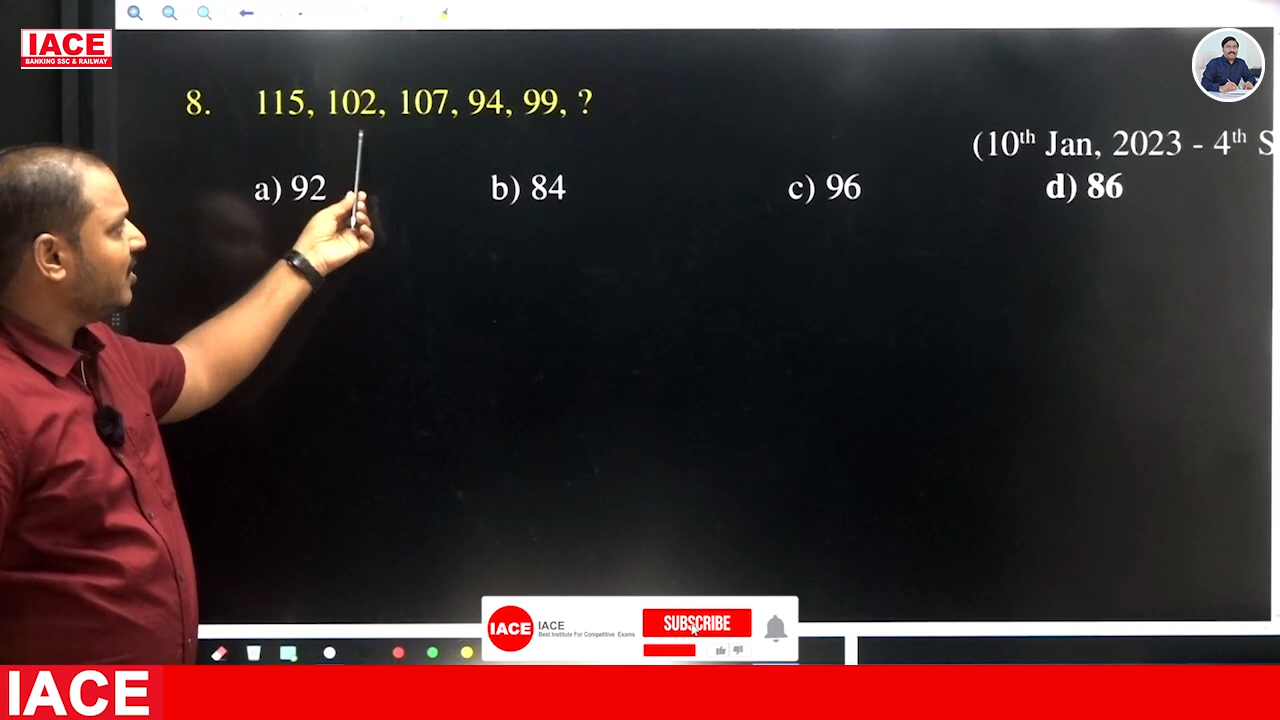 IACE
BANKING SSC & RAILWAY
8. 115, 102, 107, 94, 99, ?
(10th Jan, 2023 - 4th S
a) 92 b) 84 c) 96 d) 86
IACE
IACE
Best Institute For Competitive Exams
SUBSCRIBE
IACE